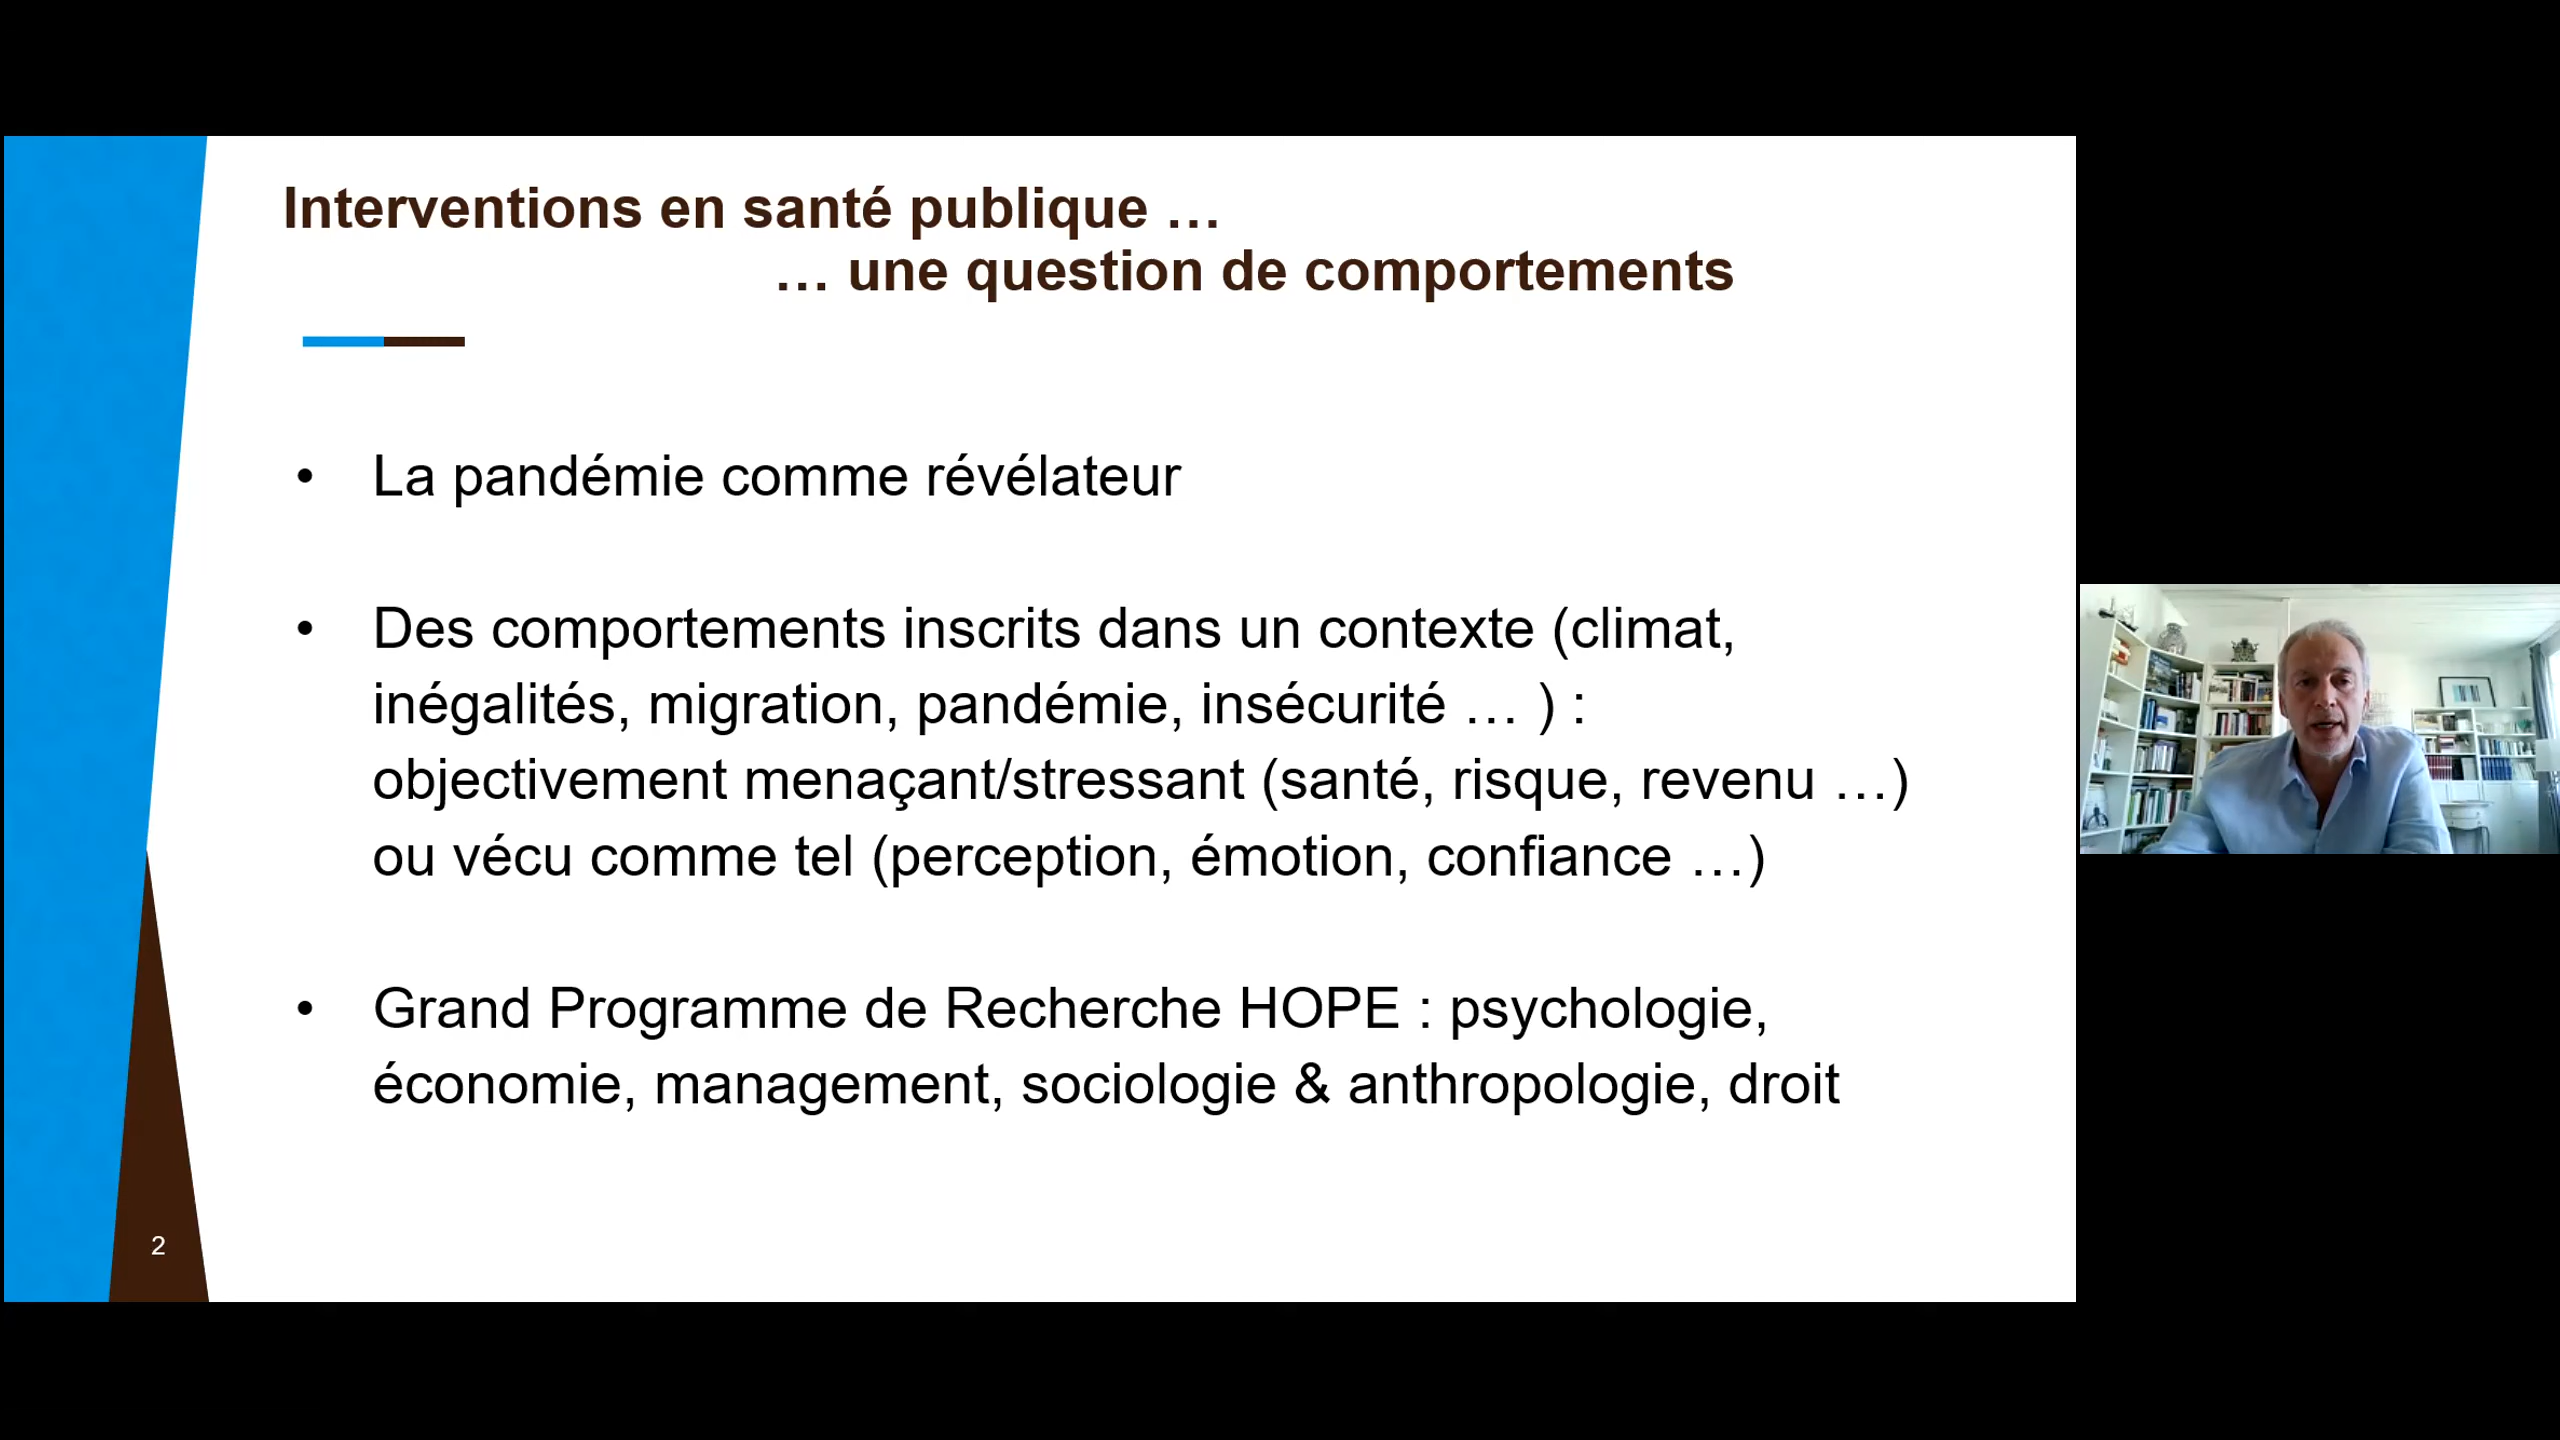 Interventions en santé publique …
… une question de comportements
• La pandémie comme révélateur
• Des comportements inscrits dans un contexte (climat,
inégalités, migration, pandémie, insécurité … ) :
objectivement menaçant/stressant (santé, risque, revenu …)
ou vécu comme tel (perception, émotion, confiance …)
• Grand Programme de Recherche HOPE : psychologie,
économie, management, sociologie & anthropologie, droit
2